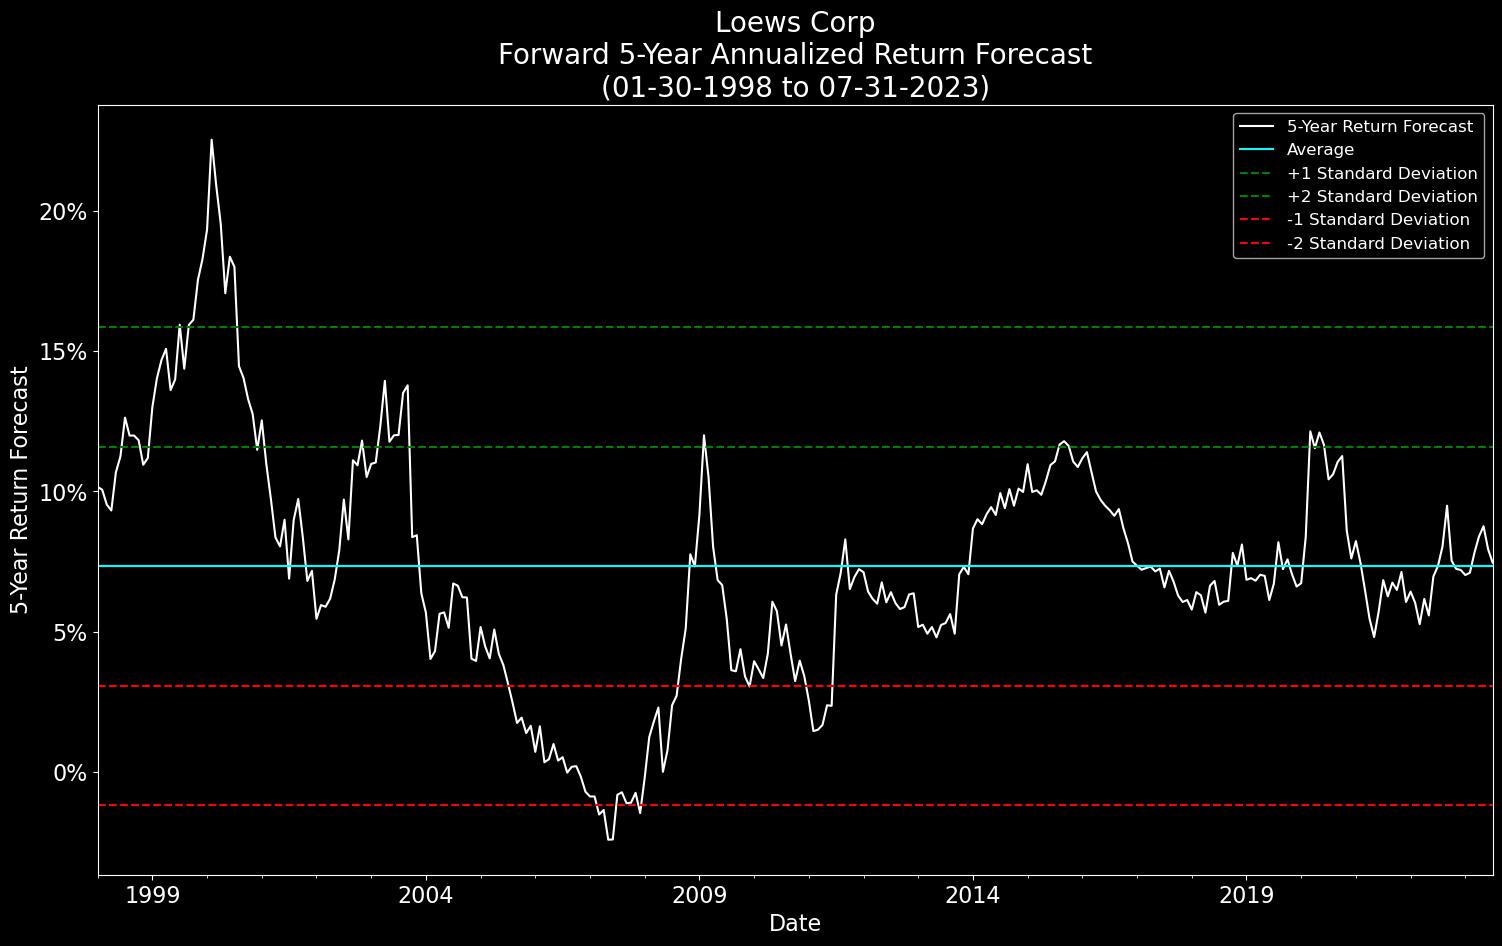 Loews Corp
Forward 5-Year Annualized Return Forecast
(01-30-1998 to 07-31-2023)
5-Year Return Forecast
Average
+1 Standard Deviation
+2 Standard Deviation
-1 Standard Deviation
-2 Standard Deviation
20%
15%
10%
5%
0%
5-Year Return Forecast
1999
2004
2009
2014
2019
Date